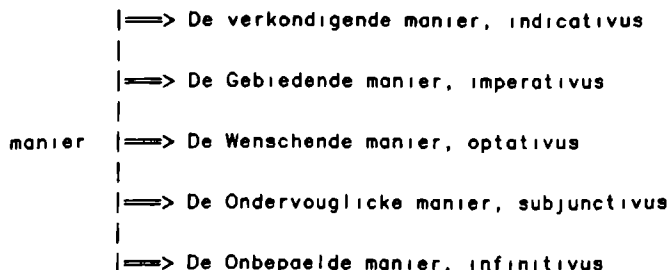 |==> De verkondigende manier, indicativus
|==> De Gebiedende manier, imperativus
manier |==> De Wenschende manier, optativus
|==> De Ondervouglicke manier, subjunctivus
|==> De Onbepaelde manier, infinitivus